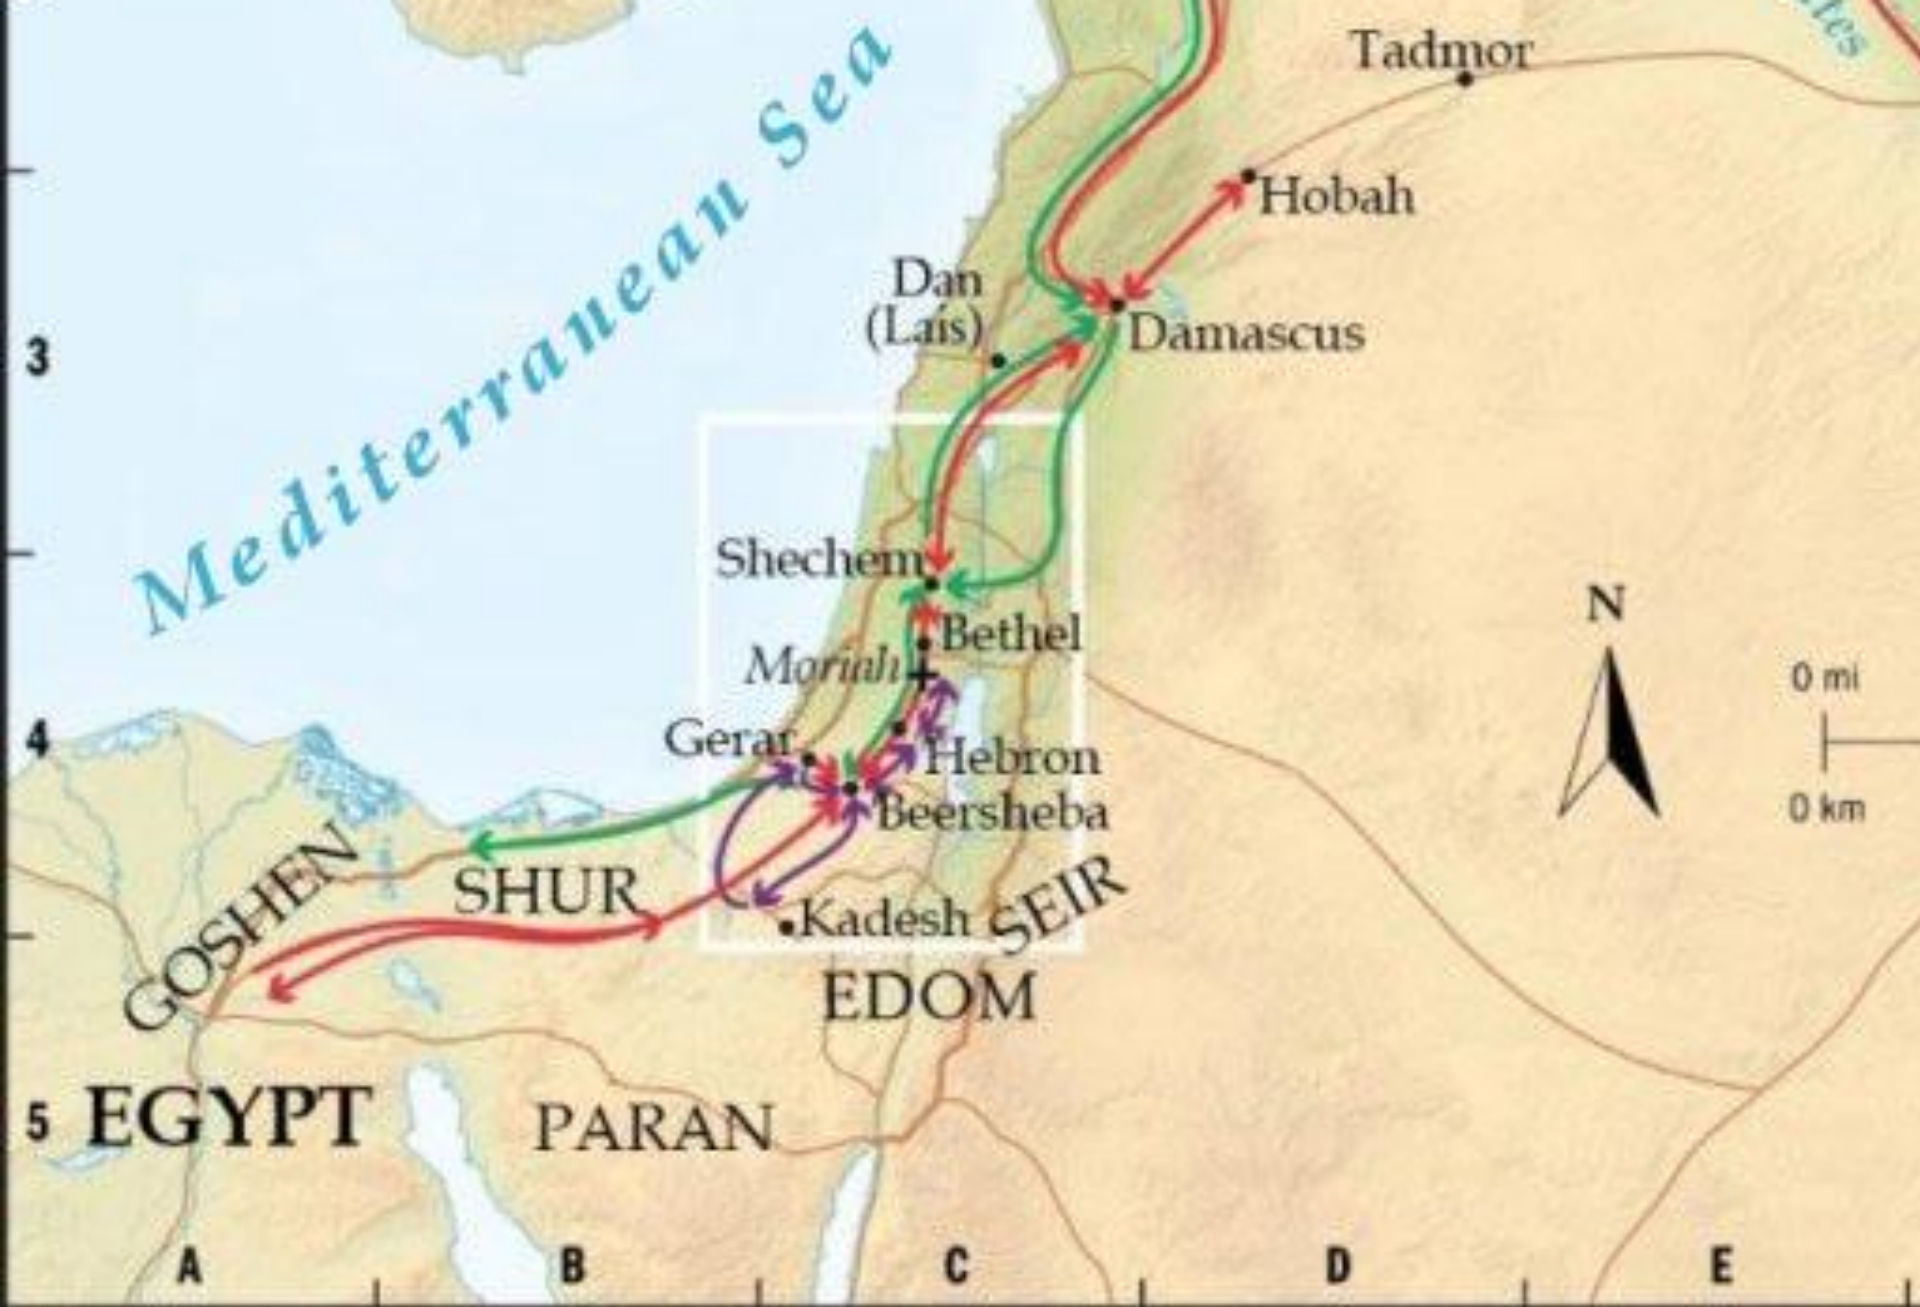 Tadmor
Mediterranean Sea
Hobah
Dan
(Lais)
Damascus
3
Shechem
N
Bethel
Moriah
0 mi
Gerar
4
Hebron
0 km
Beersheba
GOSHEN
SHUR
Kadesh
SEIR
EDOM
EGYPT
5
PARAN
A
B
C
D
E